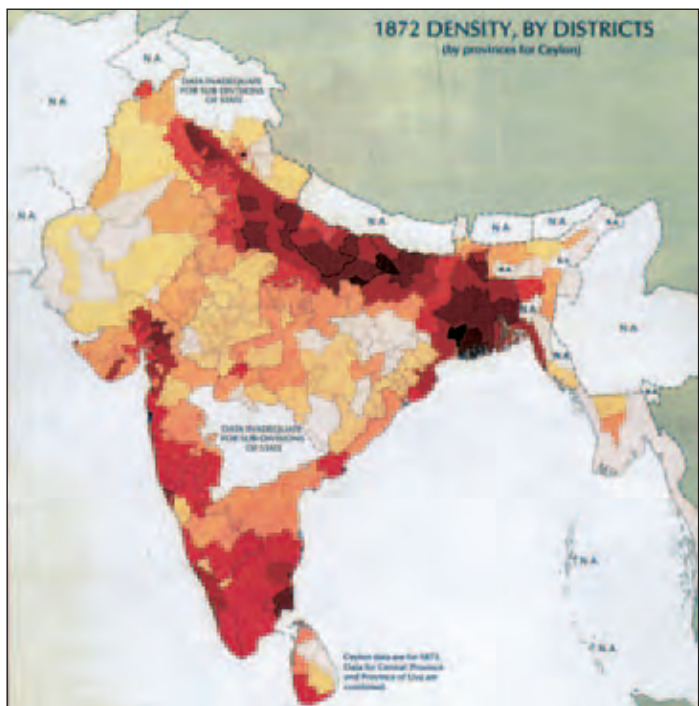 1872 DENSITY, BY DISTRICTS
(by provinces for Ceylon)
N A
N A
DATA INADEQUATE
FOR SUB-DIVISIONS
OF STATE
N A
N A
N A
N A
N A
N A
N A
N A
N A
N A
DATA INADEQUATE
FOR SUB-DIVISIONS
OF STATE
N A
N A
N A
Ceylon data are for 1871.
Data for Central Province
and Province of Uva are
combined.